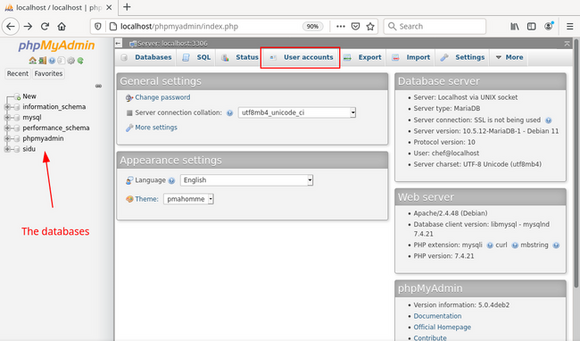 localhost / localhost | ph
localhost/phpmyadmin/index.php
90%
Search
phpMyAdmin
Recent
Favorites
New
information_schema
mysql
performance_schema
phpmyadmin
sidu
The databases
Server: localhost:3306
Databases
SQL
Status
User accounts
Export
Import
Settings
More
General settings
Change password
Server connection collation:
utf8mb4_unicode_ci
More settings
Appearance settings
Language
English
Theme:
pmahomme
Database server
Server: Localhost via UNIX socket
Server type: MariaDB
Server connection: SSL is not being used
Server version: 10.5.12-MariaDB-1 - Debian 11
Protocol version: 10
User: chef@localhost
Server charset: UTF-8 Unicode (utf8mb4)
Web server
Apache/2.4.48 (Debian)
Database client version: libmysql - mysqlnd
7.4.21
PHP extension: mysqli curl mbstring
PHP version: 7.4.21
phpMyAdmin
Version information: 5.0.4deb2
Documentation
Official Homepage
Contribute